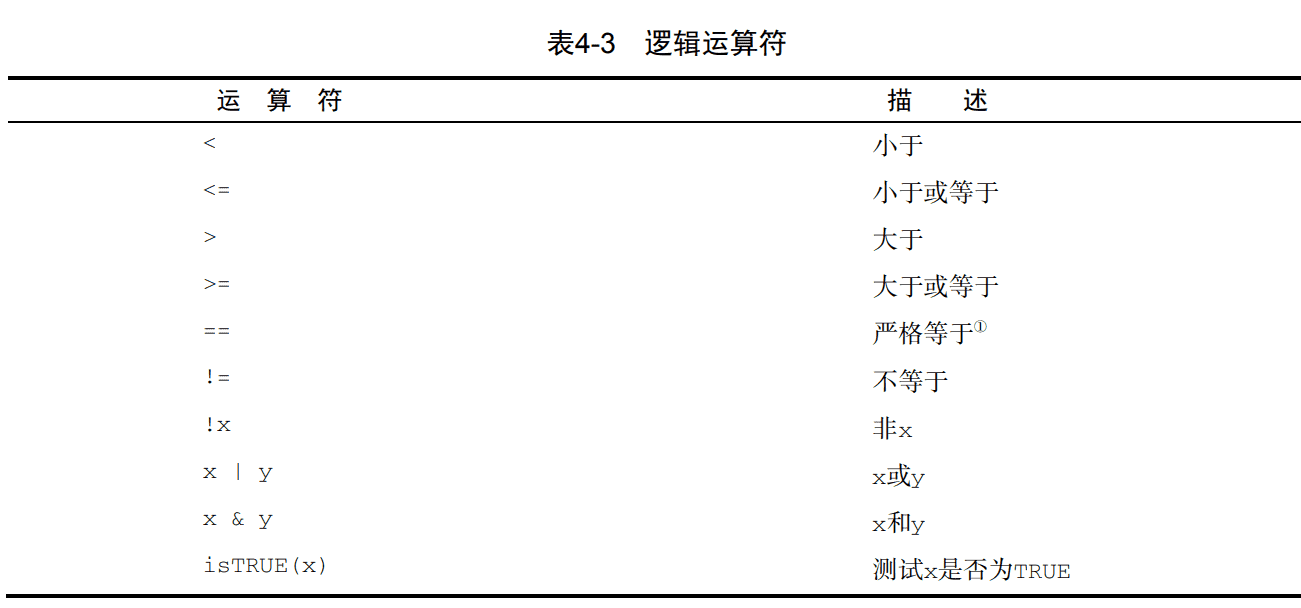 表4-3 逻辑运算符
运 算 符 描 述
< 小于
<= 小于或等于
> 大于
>= 大于或等于
== 严格等于①
!= 不等于
!x 非x
x | y x或y
x & y x和y
isTRUE(x) 测试x是否为TRUE